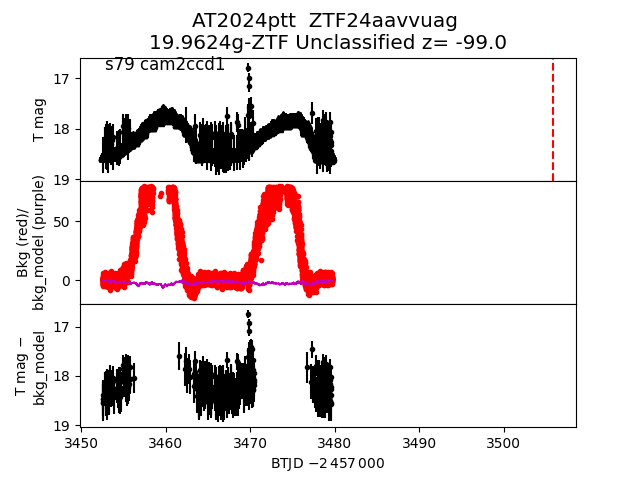 AT2024ptt  ZTF24aavvuag
19.9624g-ZTF Unclassified z= -99.0
s79 cam2ccd1
17
18
19
T mag
50
0
Bkg (red)/
bkg_model (purple)
17
18
19
T mag −
bkg_model
3450 3460 3470 3480 3490 3500
BTJD −2 457 000